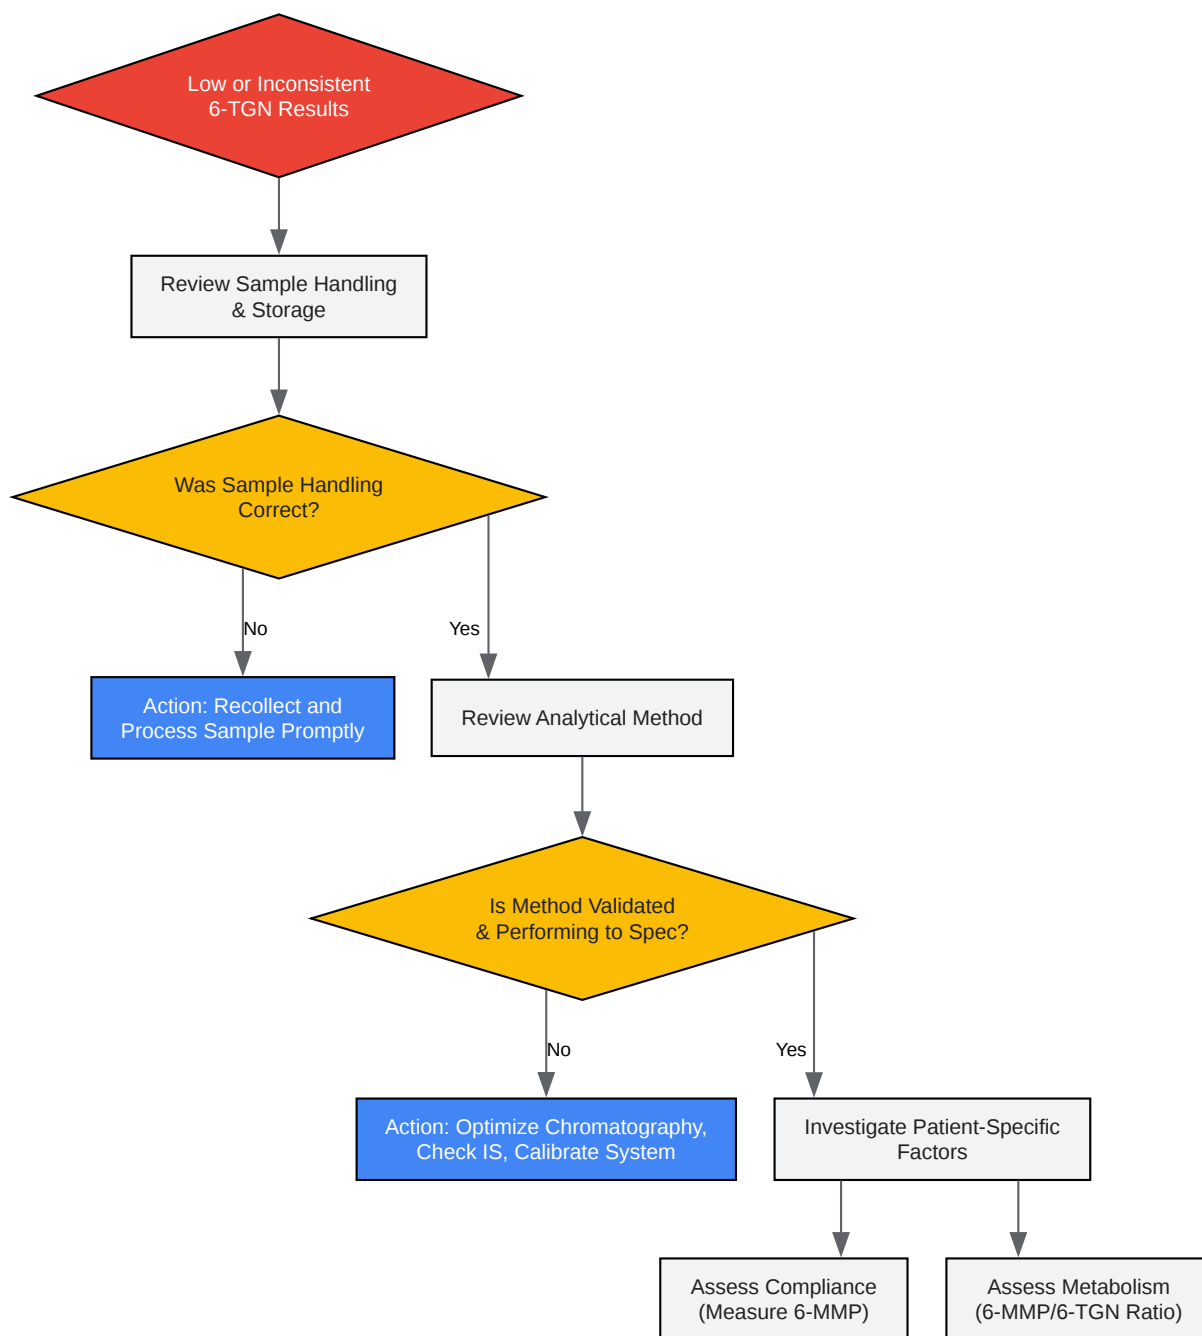 Low or Inconsistent
6-TGN Results
Review Sample Handling
& Storage
Was Sample Handling
Correct?
No
Yes
Action: Recollect and
Process Sample Promptly
Review Analytical Method
Is Method Validated
& Performing to Spec?
No
Yes
Action: Optimize Chromatography,
Check IS, Calibrate System
Investigate Patient-Specific
Factors
Assess Compliance
(Measure 6-MMP)
Assess Metabolism
(6-MMP/6-TGN Ratio)